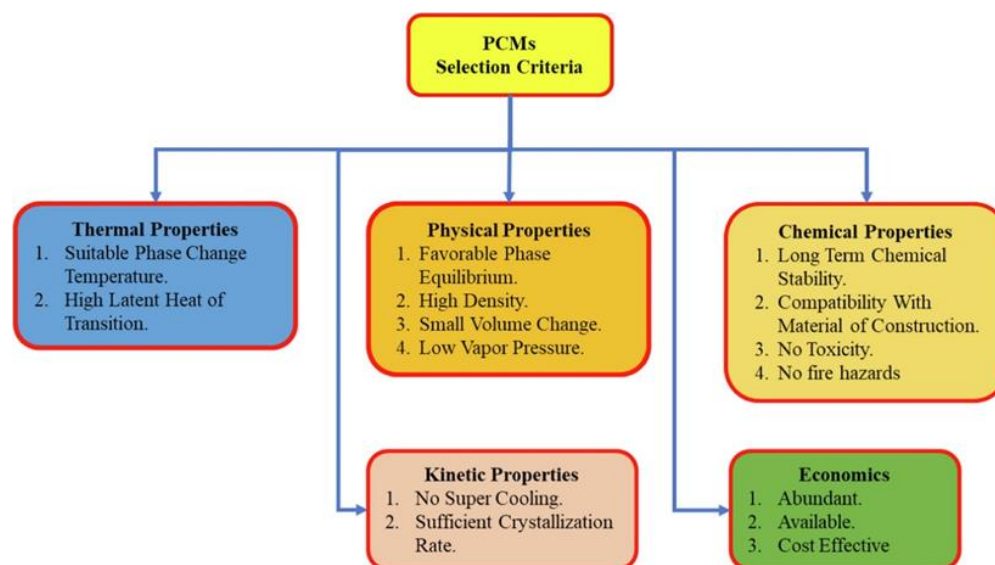 PCMs
Selection Criteria
Thermal Properties
1. Suitable Phase Change
Temperature.
2. High Latent Heat of
Transition.
Physical Properties
1. Favorable Phase
Equilibrium.
2. High Density.
3. Small Volume Change.
4. Low Vapor Pressure.
Chemical Properties
1. Long Term Chemical
Stability.
2. Compatibility With
Material of Construction.
3. No Toxicity.
4. No fire hazards
Kinetic Properties
1. No Super Cooling.
2. Sufficient Crystallization
Rate.
Economics
1. Abundant.
2. Available.
3. Cost Effective